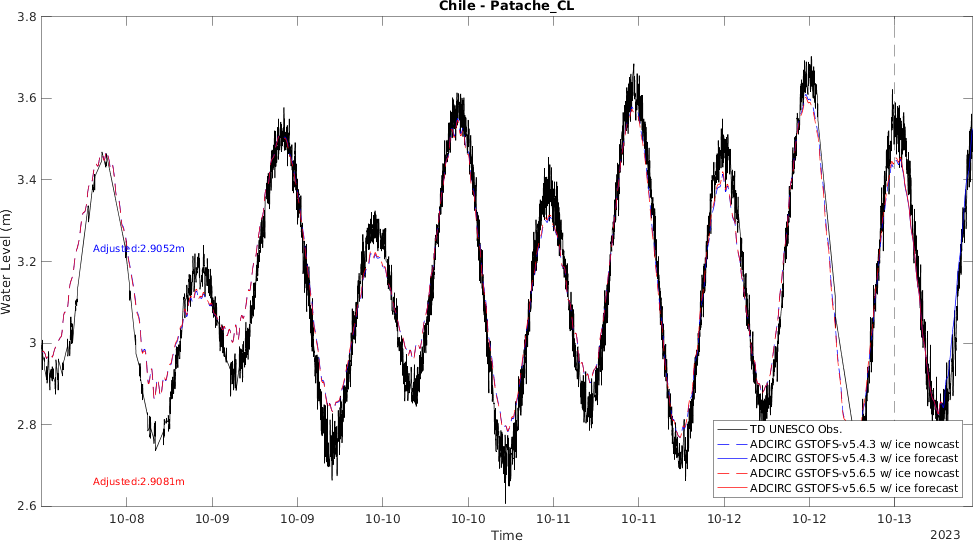 Chile - Patache_CL
3.8
3.6
3.4
3.2
3
2.8
2.6
Water Level (m)
Adjusted:2.9052m
Adjusted:2.9081m
TD UNESCO Obs.
ADCIRC GSTOFS-v5.4.3 w/ ice nowcast
ADCIRC GSTOFS-v5.4.3 w/ ice forecast
ADCIRC GSTOFS-v5.6.5 w/ ice nowcast
ADCIRC GSTOFS-v5.6.5 w/ ice forecast
10-08 10-09 10-09 10-10 10-10 10-11 10-11 10-12 10-12 10-13
Time
2023